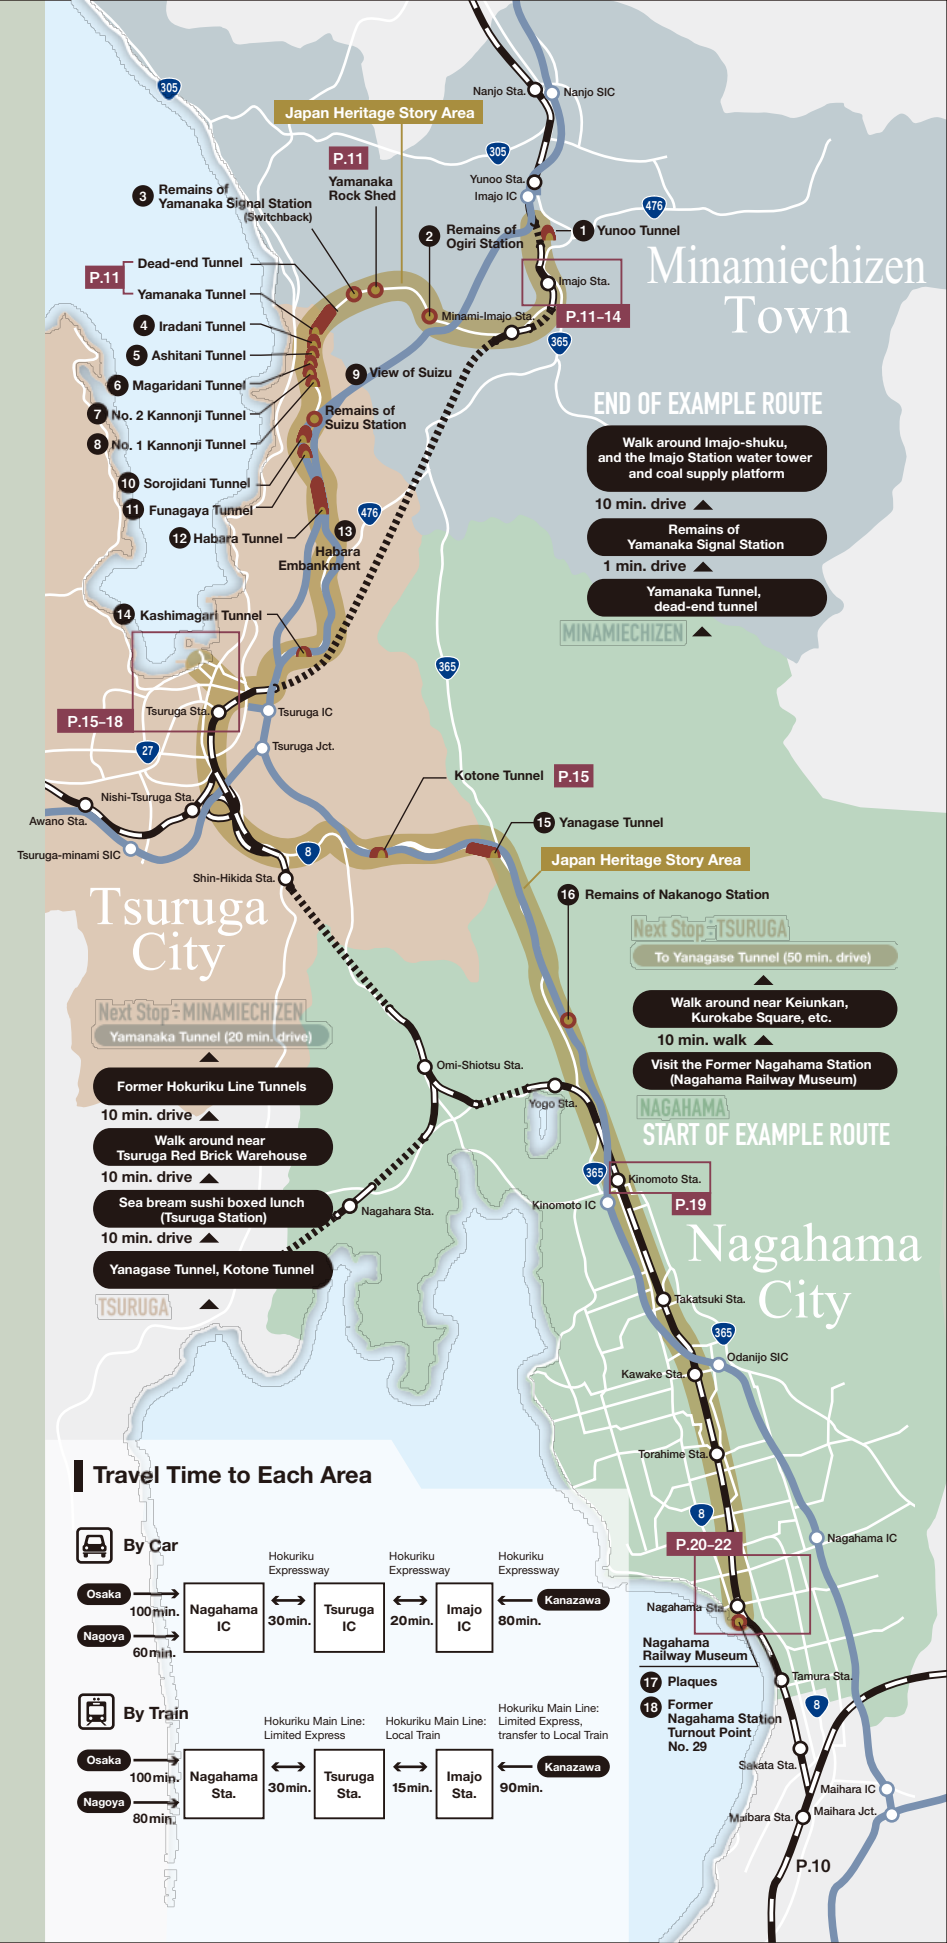 305
Nanjo Sta.
Nanjo SIC
Japan Heritage Story Area
P.11
Yamanaka
Rock Shed
305
Yunoo Sta.
Imajo IC
476
3 Remains of
Yamanaka Signal Station
(Switchback)
2 Remains of
Ogiri Station
1 Yunoo Tunnel
Minamiechizen
Town
P.11
Dead-end Tunnel
Yamanaka Tunnel
Imajo Sta.
P.11–14
Minami-Imajo Sta.
365
4 Iradani Tunnel
5 Ashitani Tunnel
6 Magaridani Tunnel
7 No. 2 Kannonji Tunnel
8 No. 1 Kannonji Tunnel
9 View of Suizu
Remains of
Suizu Station
10 Sorojidani Tunnel
11 Funagaya Tunnel
12 Habara Tunnel
476
13
Habara
Embankment
14 Kashimagari Tunnel
END OF EXAMPLE ROUTE
Walk around Imajo-shuku,
and the Imajo Station water tower
and coal supply platform
10 min. drive
Remains of
Yamanaka Signal Station
1 min. drive
Yamanaka Tunnel,
dead-end tunnel
MINAMIECHIZEN
365
Tsuruga Sta.
P.15–18
Tsuruga IC
27
Tsuruga Jct.
Kotone Tunnel
P.15
Nishi-Tsuruga Sta.
Awano Sta.
Tsuruga-minami SIC
15 Yanagase Tunnel
8
Japan Heritage Story Area
Shin-Hikida Sta.
Tsuruga
City
16 Remains of Nakanogo Station
Next Stop : TSURUGA
To Yanagase Tunnel (50 min. drive)
Walk around near Keiunkan,
Kurokabe Square, etc.
10 min. walk
Visit the Former Nagahama Station
(Nagahama Railway Museum)
NAGAHAMA
START OF EXAMPLE ROUTE
Next Stop : MINAMIECHIZEN
Yamanaka Tunnel (20 min. drive)
Former Hokuriku Line Tunnels
10 min. drive
Walk around near
Tsuruga Red Brick Warehouse
10 min. drive
Sea bream sushi boxed lunch
(Tsuruga Station)
10 min. drive
Yanagase Tunnel, Kotone Tunnel
TSURUGA
Omi-Shiotsu Sta.
Yogo Sta.
Nagahara Sta.
365
Kinomoto Sta.
Kinomoto IC
P.19
Nagahama
City
Takatsuki Sta.
365
Odanijo SIC
Kawake Sta.
Torahime Sta.
8
P.20–22
Nagahama IC
Nagahama Sta.
Nagahama
Railway Museum
17 Plaques
18 Former
Nagahama Station
Turnout Point
No. 29
Tamura Sta.
8
Sakata Sta.
Maihara IC
Maihara Jct.
Maibara Sta.
P.10
Travel Time to Each Area
By Car
Hokuriku
Expressway
Hokuriku
Expressway
Hokuriku
Expressway
Osaka
100min.
Nagoya
60min.
Nagahama
IC
30min.
Tsuruga
IC
20min.
Imajo
IC
80min.
Kanazawa
By Train
Hokuriku Main Line:
Limited Express
Hokuriku Main Line:
Local Train
Hokuriku Main Line:
Limited Express,
transfer to Local Train
Osaka
100min.
Nagoya
80min.
Nagahama
Sta.
30min.
Tsuruga
Sta.
15min.
Imajo
Sta.
90min.
Kanazawa